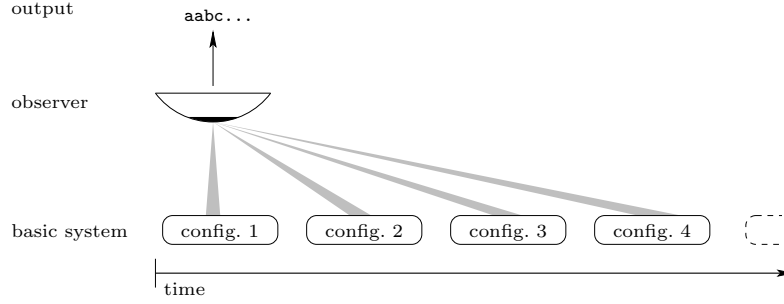 output
aabc...
observer
basic system
config. 1
config. 2
config. 3
config. 4
time